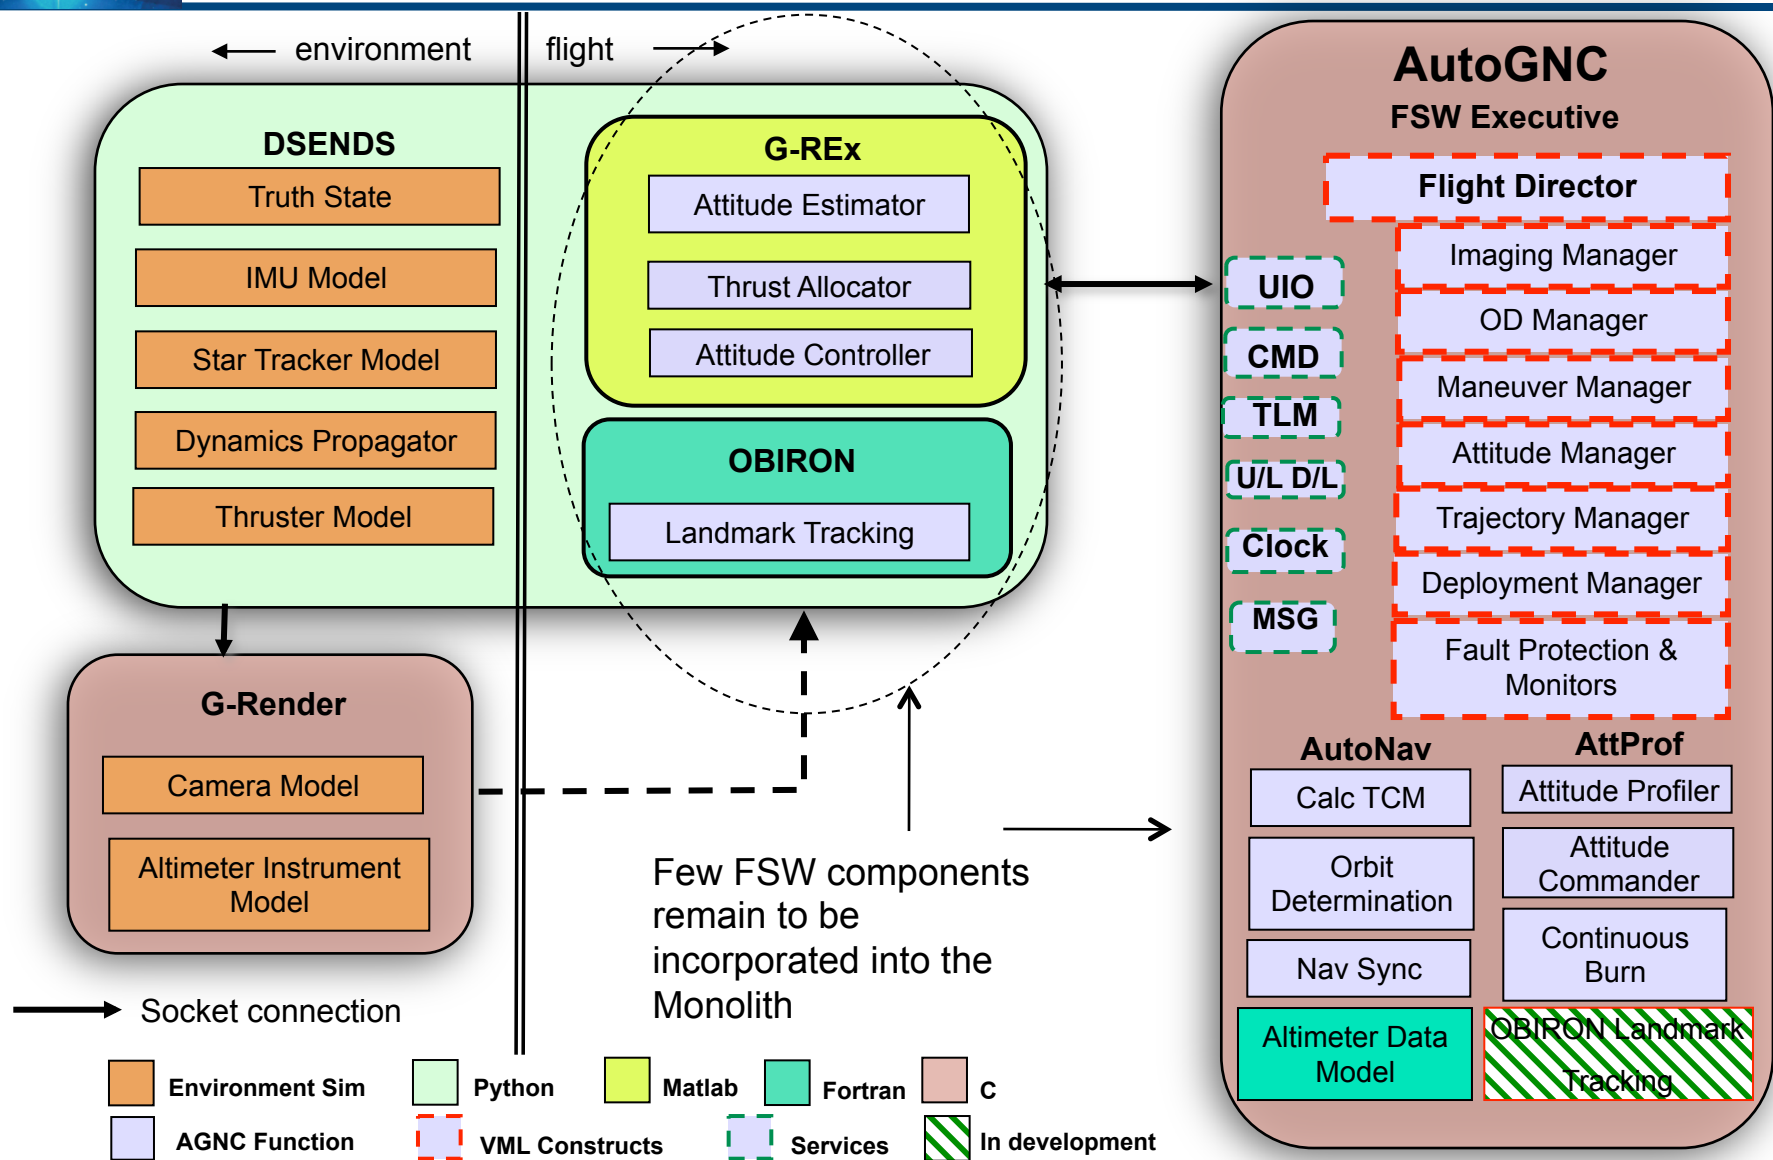 environment
flight
DSENDS
Truth State
IMU Model
Star Tracker Model
Dynamics Propagator
Thruster Model
G-REx
Attitude Estimator
Thrust Allocator
Attitude Controller
OBIRON
Landmark Tracking
G-Render
Camera Model
Altimeter Instrument
Model
Few FSW components
remain to be
incorporated into the
Monolith
AutoGNC
FSW Executive
Flight Director
Imaging Manager
OD Manager
Maneuver Manager
Attitude Manager
Trajectory Manager
Deployment Manager
Fault Protection &
Monitors
UIO
CMD
TLM
U/L D/L
Clock
MSG
AutoNav
Calc TCM
Orbit
Determination
Nav Sync
Altimeter Data
Model
AttProf
Attitude Profiler
Attitude
Commander
Continuous
Burn
OBIRON Landmark
Tracking
Socket connection
Environment Sim
Python
Matlab
Fortran
C
AGNC Function
VML Constructs
Services
In development